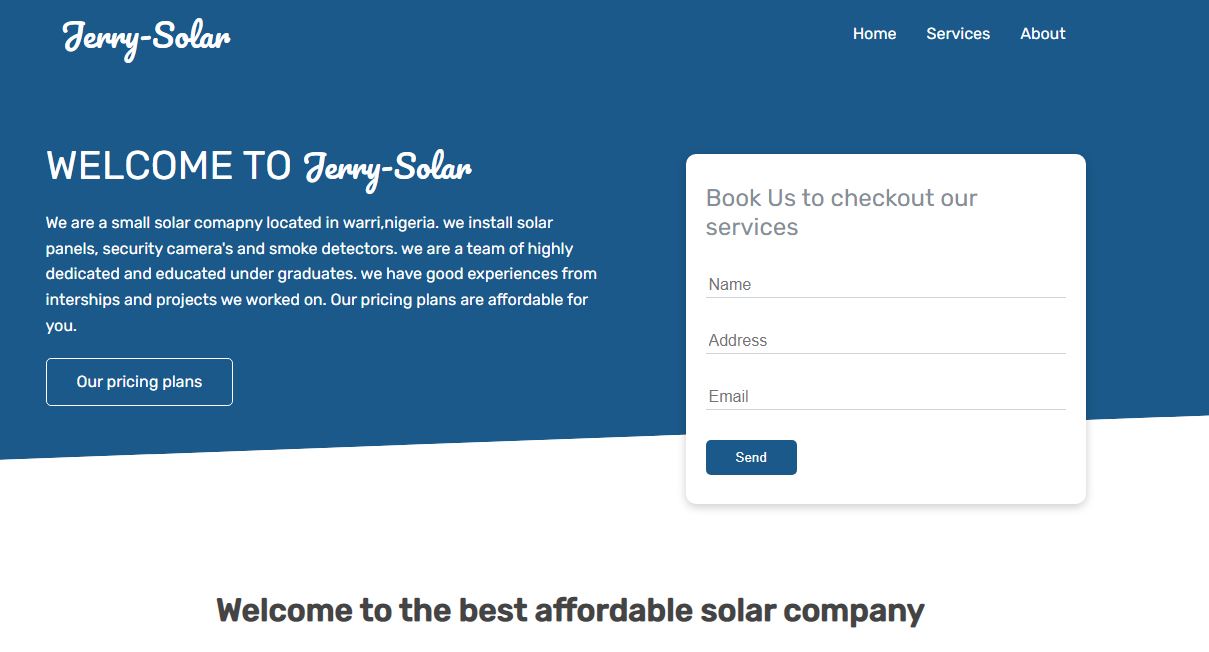 Jerry-Solar
Home Services About
WELCOME TO Jerry-Solar
We are a small solar comapny located in warri,nigeria. we install solar
panels, security camera's and smoke detectors. we are a team of highly
dedicated and educated under graduates. we have good experiences from
interships and projects we worked on. Our pricing plans are affordable for
you.
Our pricing plans
Book Us to checkout our
services
Name
Address
Email
Send
Welcome to the best affordable solar company